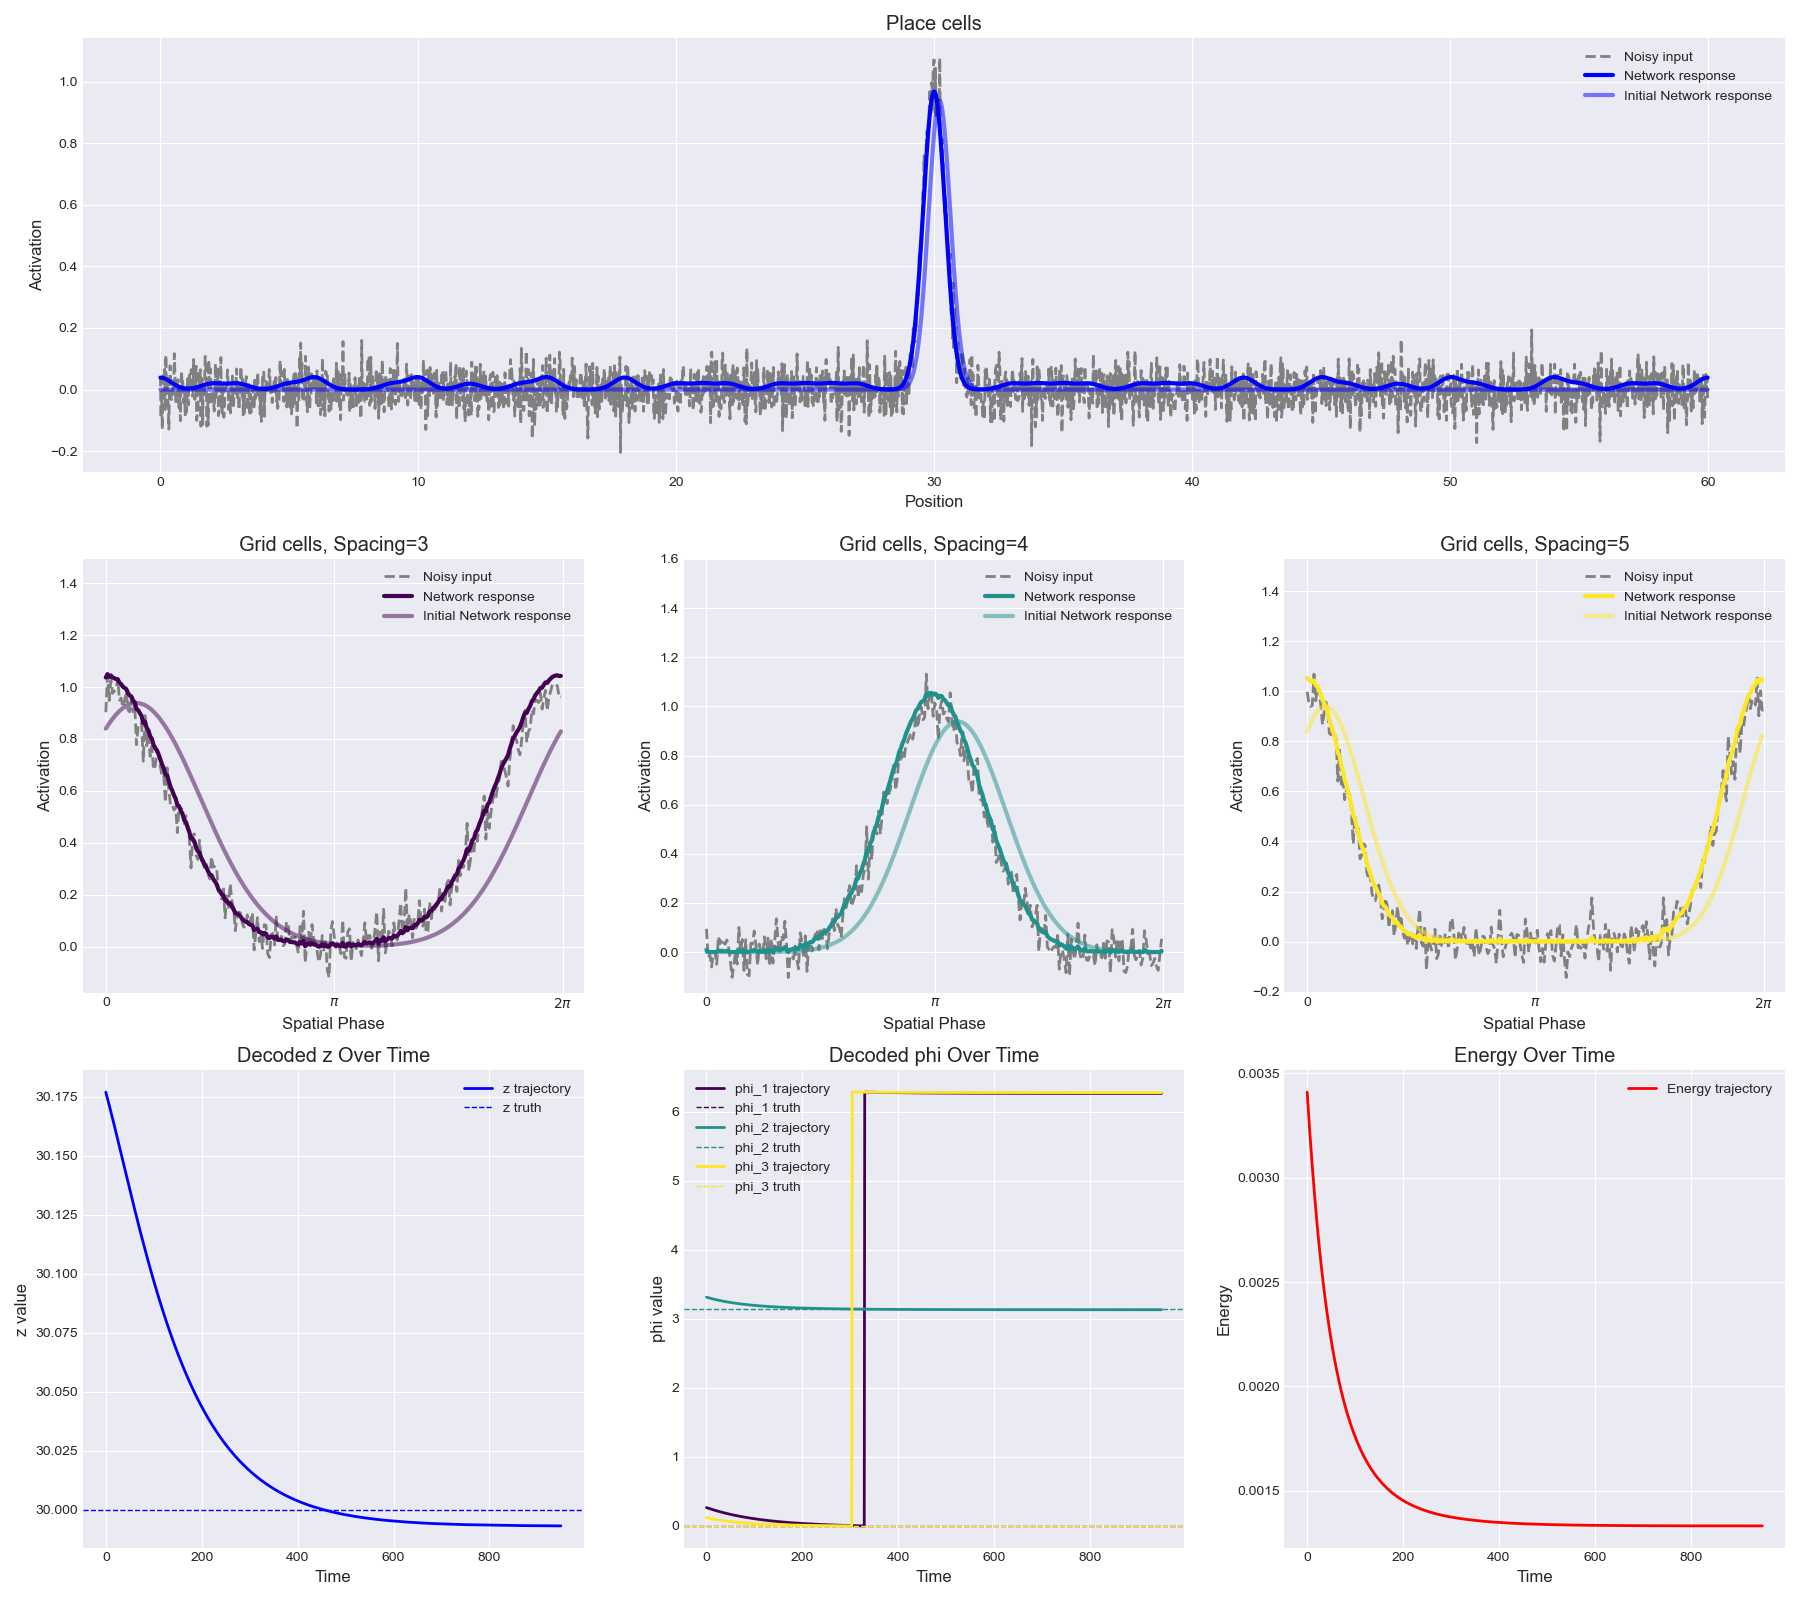 Place cells
Noisy input
Network response
Initial Network response
1.0
0.8
0.6
0.4
0.2
0.0
−0.2
Activation
0 10 20 30 40 50 60
Position
Grid cells, Spacing=3
Noisy input
Network response
Initial Network response
1.4
1.2
1.0
0.8
0.6
0.4
0.2
0.0
Activation
0 π 2π
Spatial Phase
Grid cells, Spacing=4
Noisy input
Network response
Initial Network response
1.6
1.4
1.2
1.0
0.8
0.6
0.4
0.2
0.0
Activation
0 π 2π
Spatial Phase
Grid cells, Spacing=5
Noisy input
Network response
Initial Network response
1.4
1.2
1.0
0.8
0.6
0.4
0.2
0.0
−0.2
Activation
0 π 2π
Spatial Phase
Decoded z Over Time
z trajectory
z truth
30.175
30.150
30.125
30.100
30.075
30.050
30.025
30.000
z value
0 200 400 600 800
Time
Decoded phi Over Time
phi_1 trajectory
phi_1 truth
phi_2 trajectory
phi_2 truth
phi_3 trajectory
phi_3 truth
6
5
4
3
2
1
0
phi value
0 200 400 600 800
Time
Energy Over Time
Energy trajectory
0.0035
0.0030
0.0025
0.0020
0.0015
Energy
0 200 400 600 800
Time